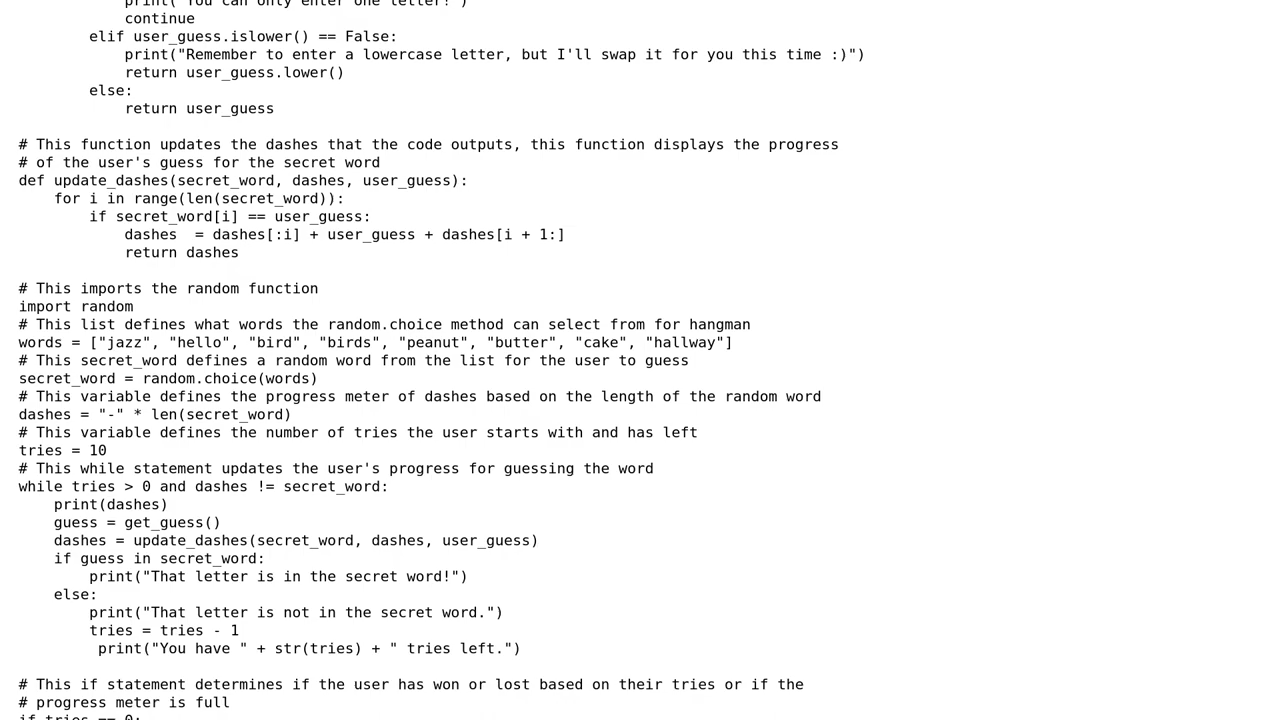 print("You can only enter one letter!")
            continue
        elif user_guess.islower() == False:
            print("Remember to enter a lowercase letter, but I'll swap it for you this time :)")
            return user_guess.lower()
        else:
            return user_guess

# This function updates the dashes that the code outputs, this function displays the progress
# of the user's guess for the secret word
def update_dashes(secret_word, dashes, user_guess):
    for i in range(len(secret_word)):
        if secret_word[i] == user_guess:
            dashes  = dashes[:i] + user_guess + dashes[i + 1:]
            return dashes

# This imports the random function
import random
# This list defines what words the random.choice method can select from for hangman
words = ["jazz", "hello", "bird", "birds", "peanut", "butter", "cake", "hallway"]
# This secret_word defines a random word from the list for the user to guess
secret_word = random.choice(words)
# This variable defines the progress meter of dashes based on the length of the random word
dashes = "-" * len(secret_word)
# This variable defines the number of tries the user starts with and has left
tries = 10
# This while statement updates the user's progress for guessing the word
while tries > 0 and dashes != secret_word:
    print(dashes)
    guess = get_guess()
    dashes = update_dashes(secret_word, dashes, user_guess)
    if guess in secret_word:
        print("That letter is in the secret word!")
    else:
        print("That letter is not in the secret word.")
        tries = tries - 1
         print("You have " + str(tries) + " tries left.")

# This if statement determines if the user has won or lost based on their tries or if the
# progress meter is full
if tries == 0: